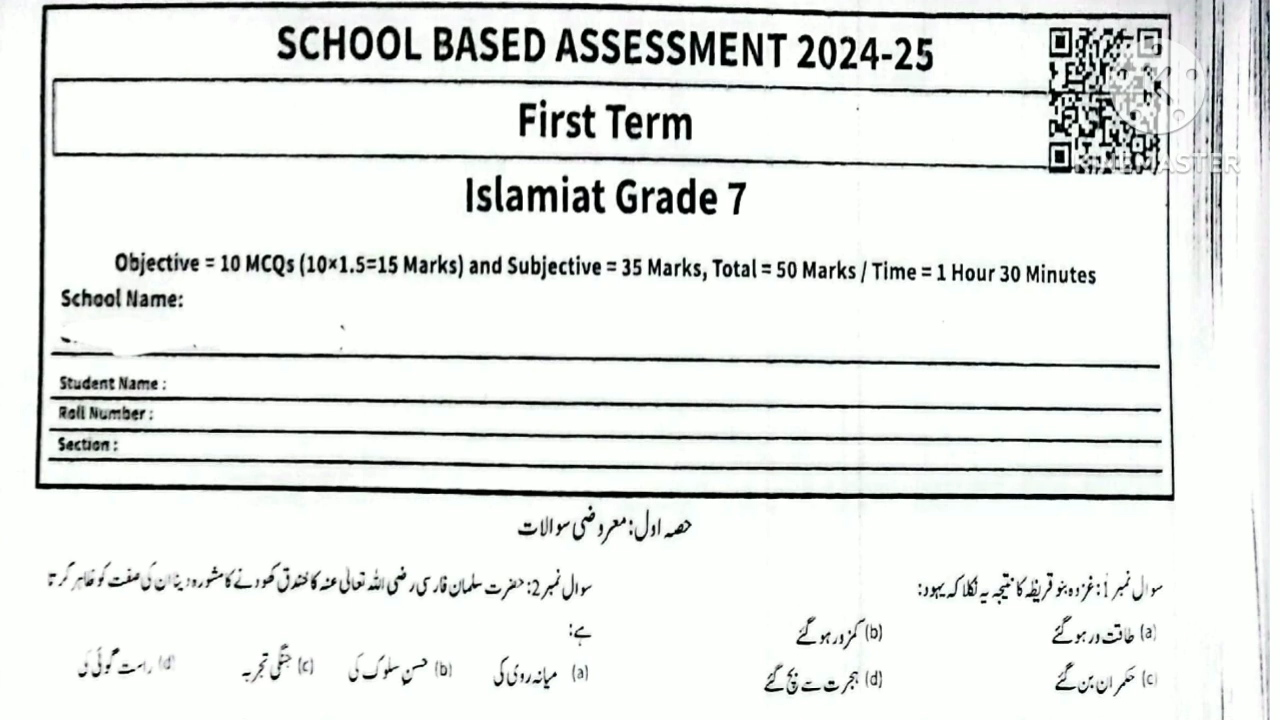 SCHOOL BASED ASSESSMENT 2024-25
First Term
KINEMASTER
Islamiat Grade 7
Objective = 10 MCQs (10×1.5=15 Marks) and Subjective = 35 Marks, Total = 50 Marks / Time = 1 Hour 30 Minutes
School Name:
Student Name :
Roll Number :
Section :
حصہ اول: معروضی سوالات
سوال نمبر 1: غزوہ بنو قریظہ کا نتیجہ یہ نکلا کہ یہود:
(a) طاقت ور ہو گئے (b) کمزور ہو گئے
(c) حکمران بن گئے (d) ہجرت سے بچ گئے
سوال نمبر 2: حضرت سلمان فارسی رضی اللہ تعالیٰ عنہ کا خندق کھودنے کا مشورہ دینا ان کی صفت کو ظاہر کرتا
ہے:
(a) میانہ روی کی (b) حسنِ سلوک کی (c) جنگی تجربہ (d) راست گوئی کی